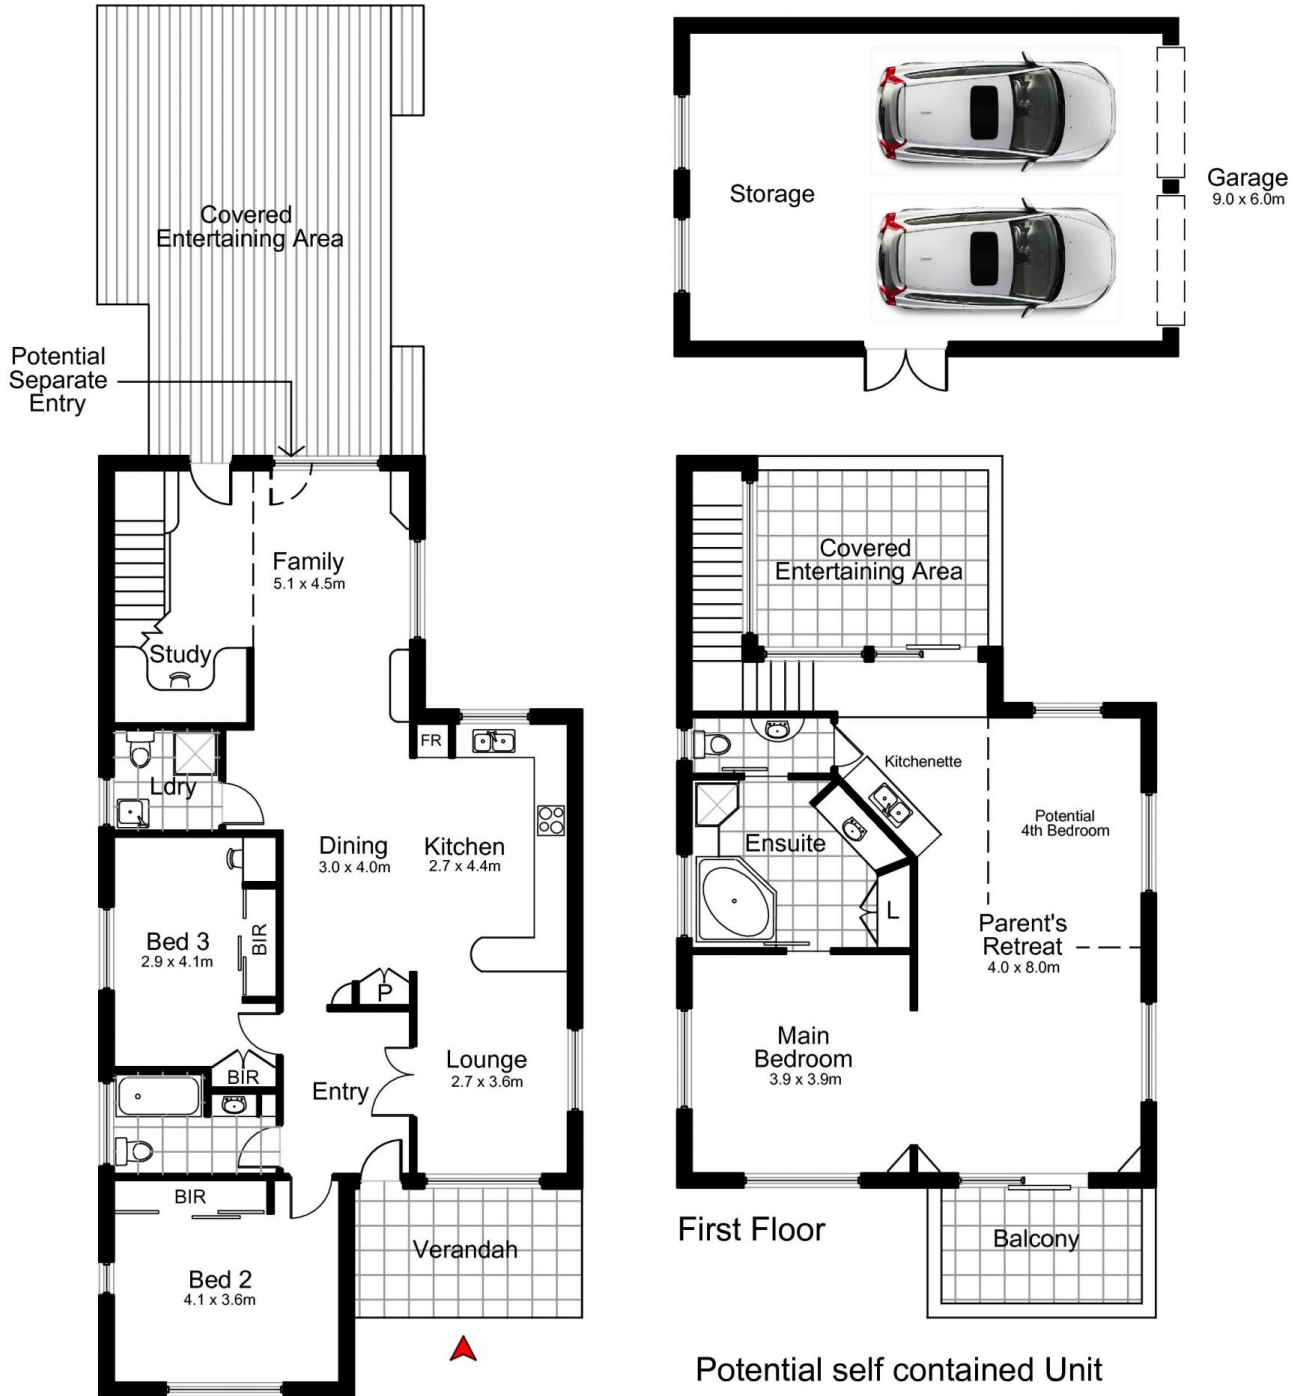 Covered
Entertaining Area
Potential
Separate
Entry
Storage
Garage
9.0 x 6.0m
Family
5.1 x 4.5m
Study
Ldry
FR
Dining
3.0 x 4.0m
Kitchen
2.7 x 4.4m
Bed 3
2.9 x 4.1m
BIR
P
BIR
Entry
Lounge
2.7 x 3.6m
BIR
Bed 2
4.1 x 3.6m
Verandah
Covered
Entertaining Area
Kitchenette
Potential
4th Bedroom
Ensuite
L
Parent's
Retreat
4.0 x 8.0m
Main
Bedroom
3.9 x 3.9m
First Floor
Balcony
Potential self contained Unit